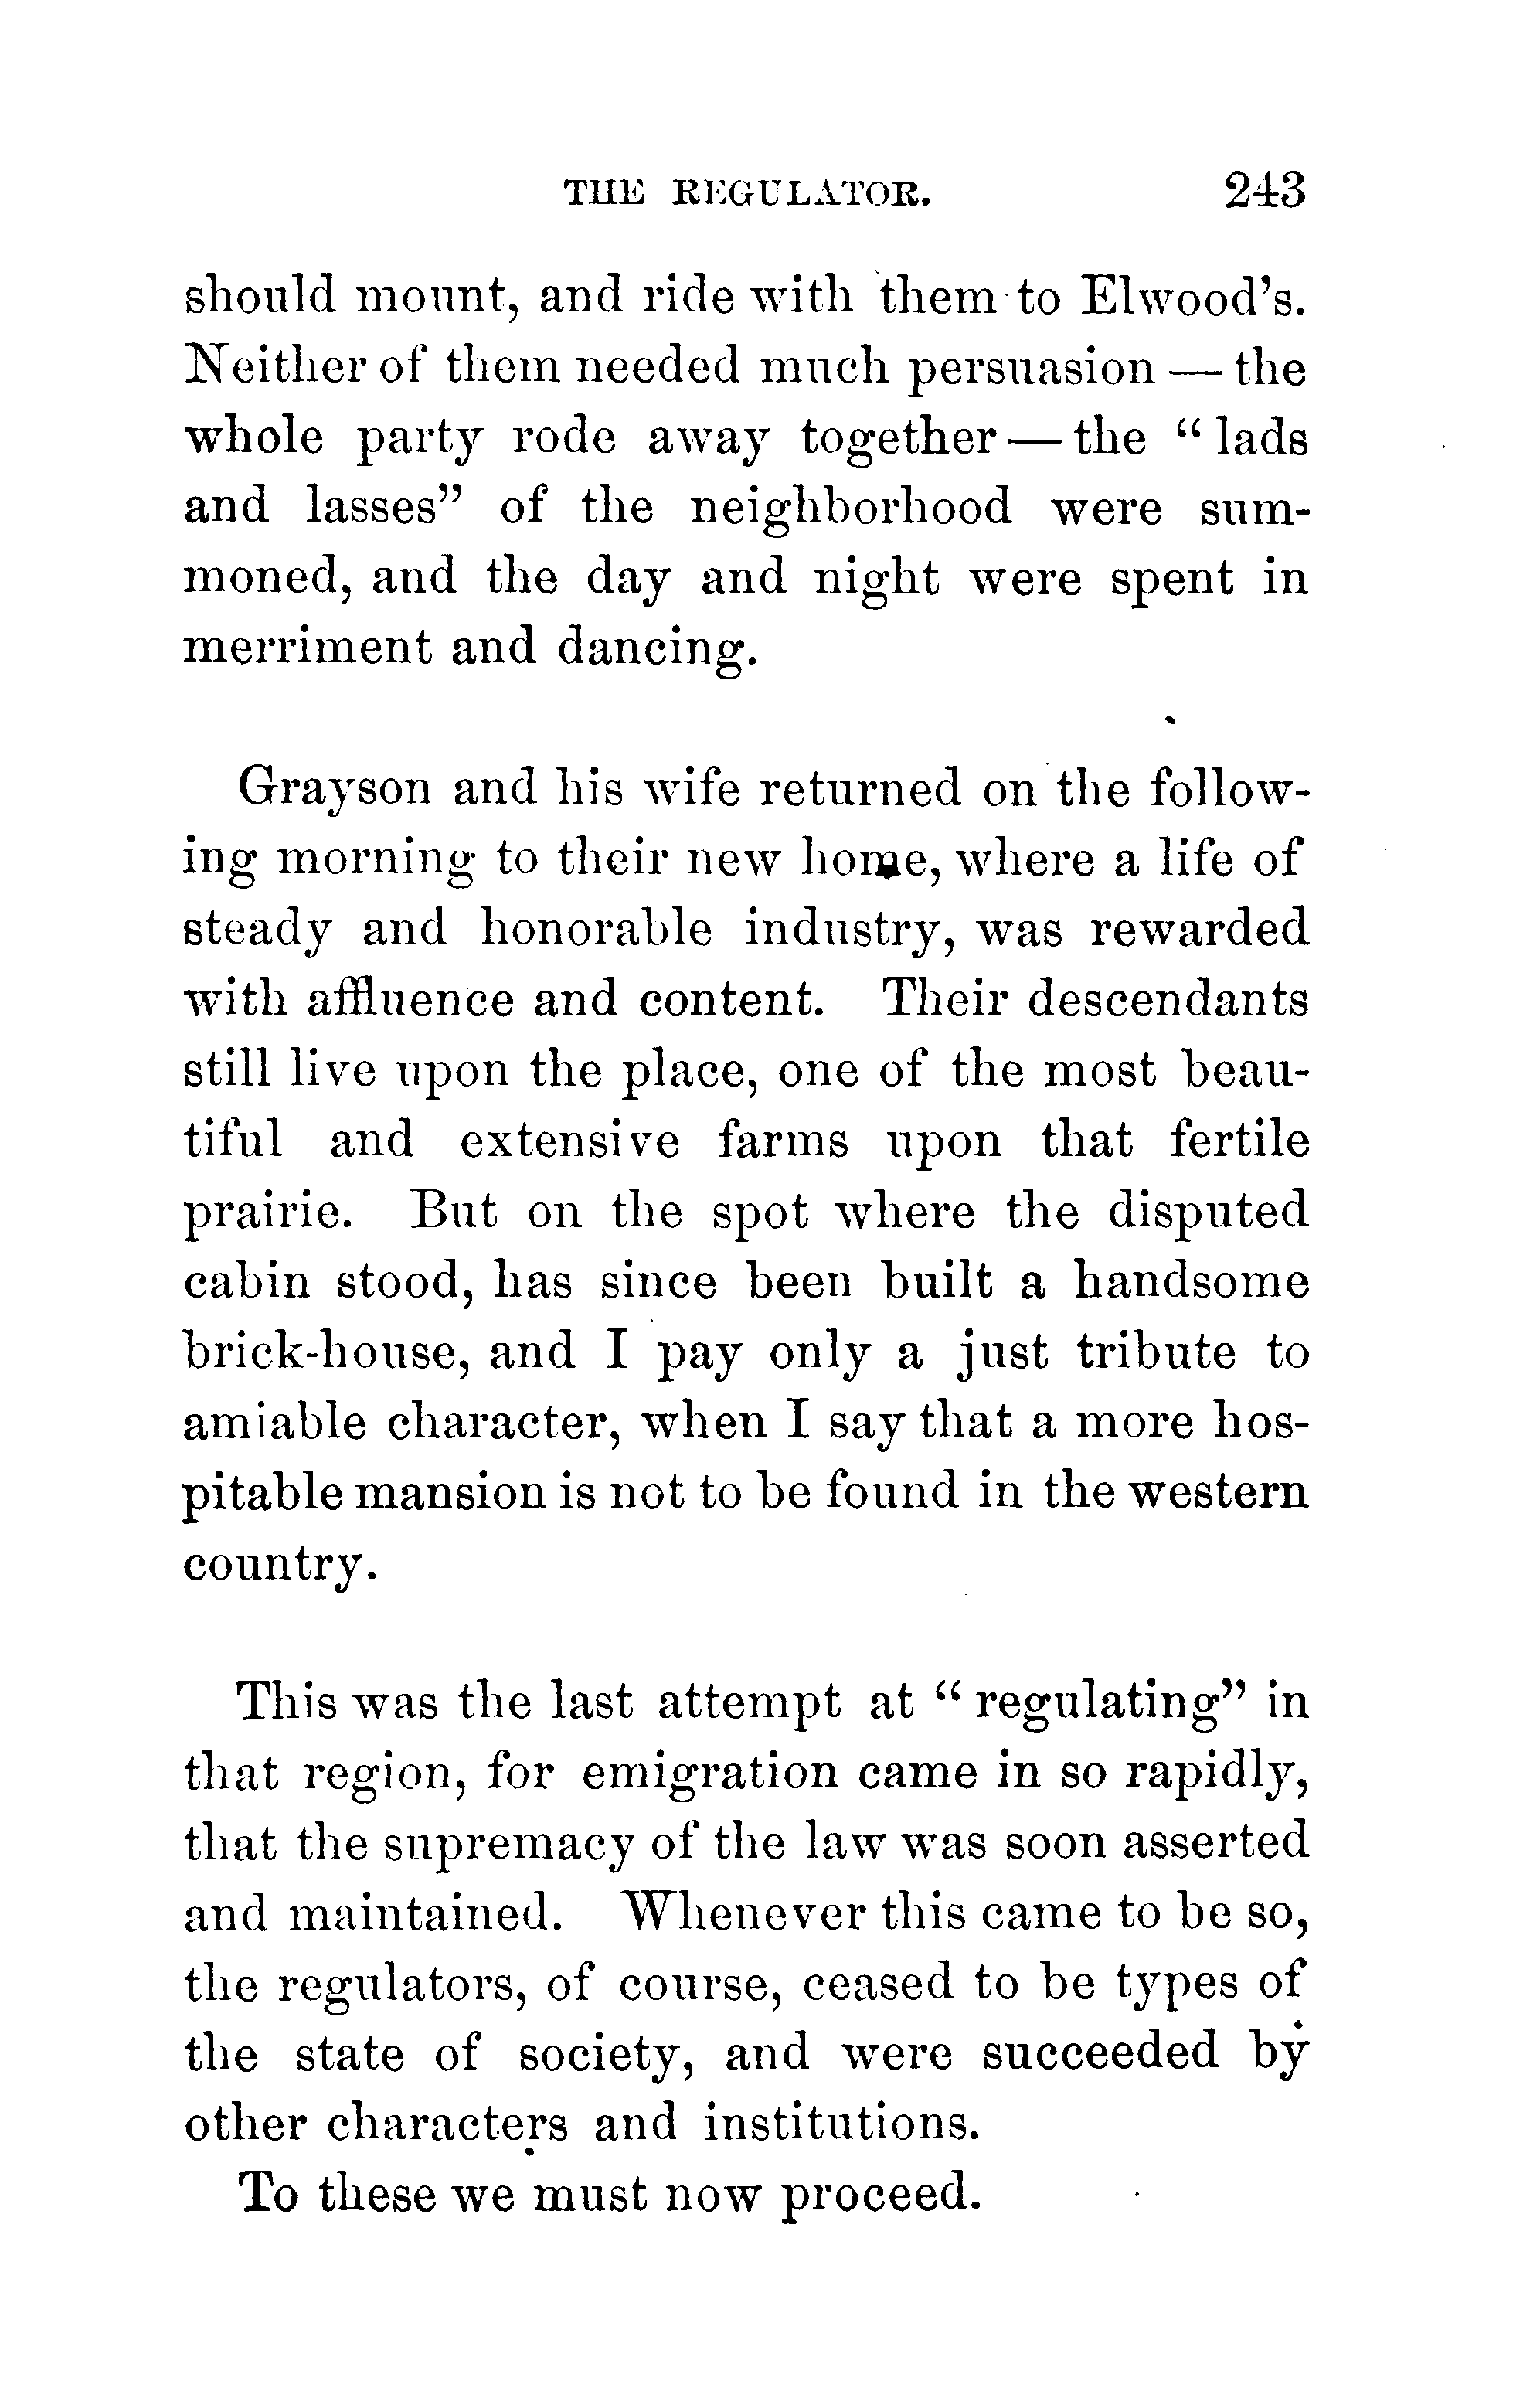 THE REGULATOR. 243
should mount, and ride with them to Elwood's.
Neither of them needed much persuasion — the
whole party rode away together — the “ lads
and lasses” of the neighborhood were sum-
moned, and the day and night were spent in
merriment and dancing.
Grayson and his wife returned on the follow-
ing morning to their new home, where a life of
steady and honorable industry, was rewarded
with affluence and content. Their descendants
still live upon the place, one of the most beau-
tiful and extensive farms upon that fertile
prairie. But on the spot where the disputed
cabin stood, has since been built a handsome
brick-house, and I pay only a just tribute to
amiable character, when I say that a more hos-
pitable mansion is not to be found in the western
country.
This was the last attempt at “ regulating” in
that region, for emigration came in so rapidly,
that the supremacy of the law was soon asserted
and maintained. Whenever this came to be so,
the regulators, of course, ceased to be types of
the state of society, and were succeeded by
other characters and institutions.
To these we must now proceed.